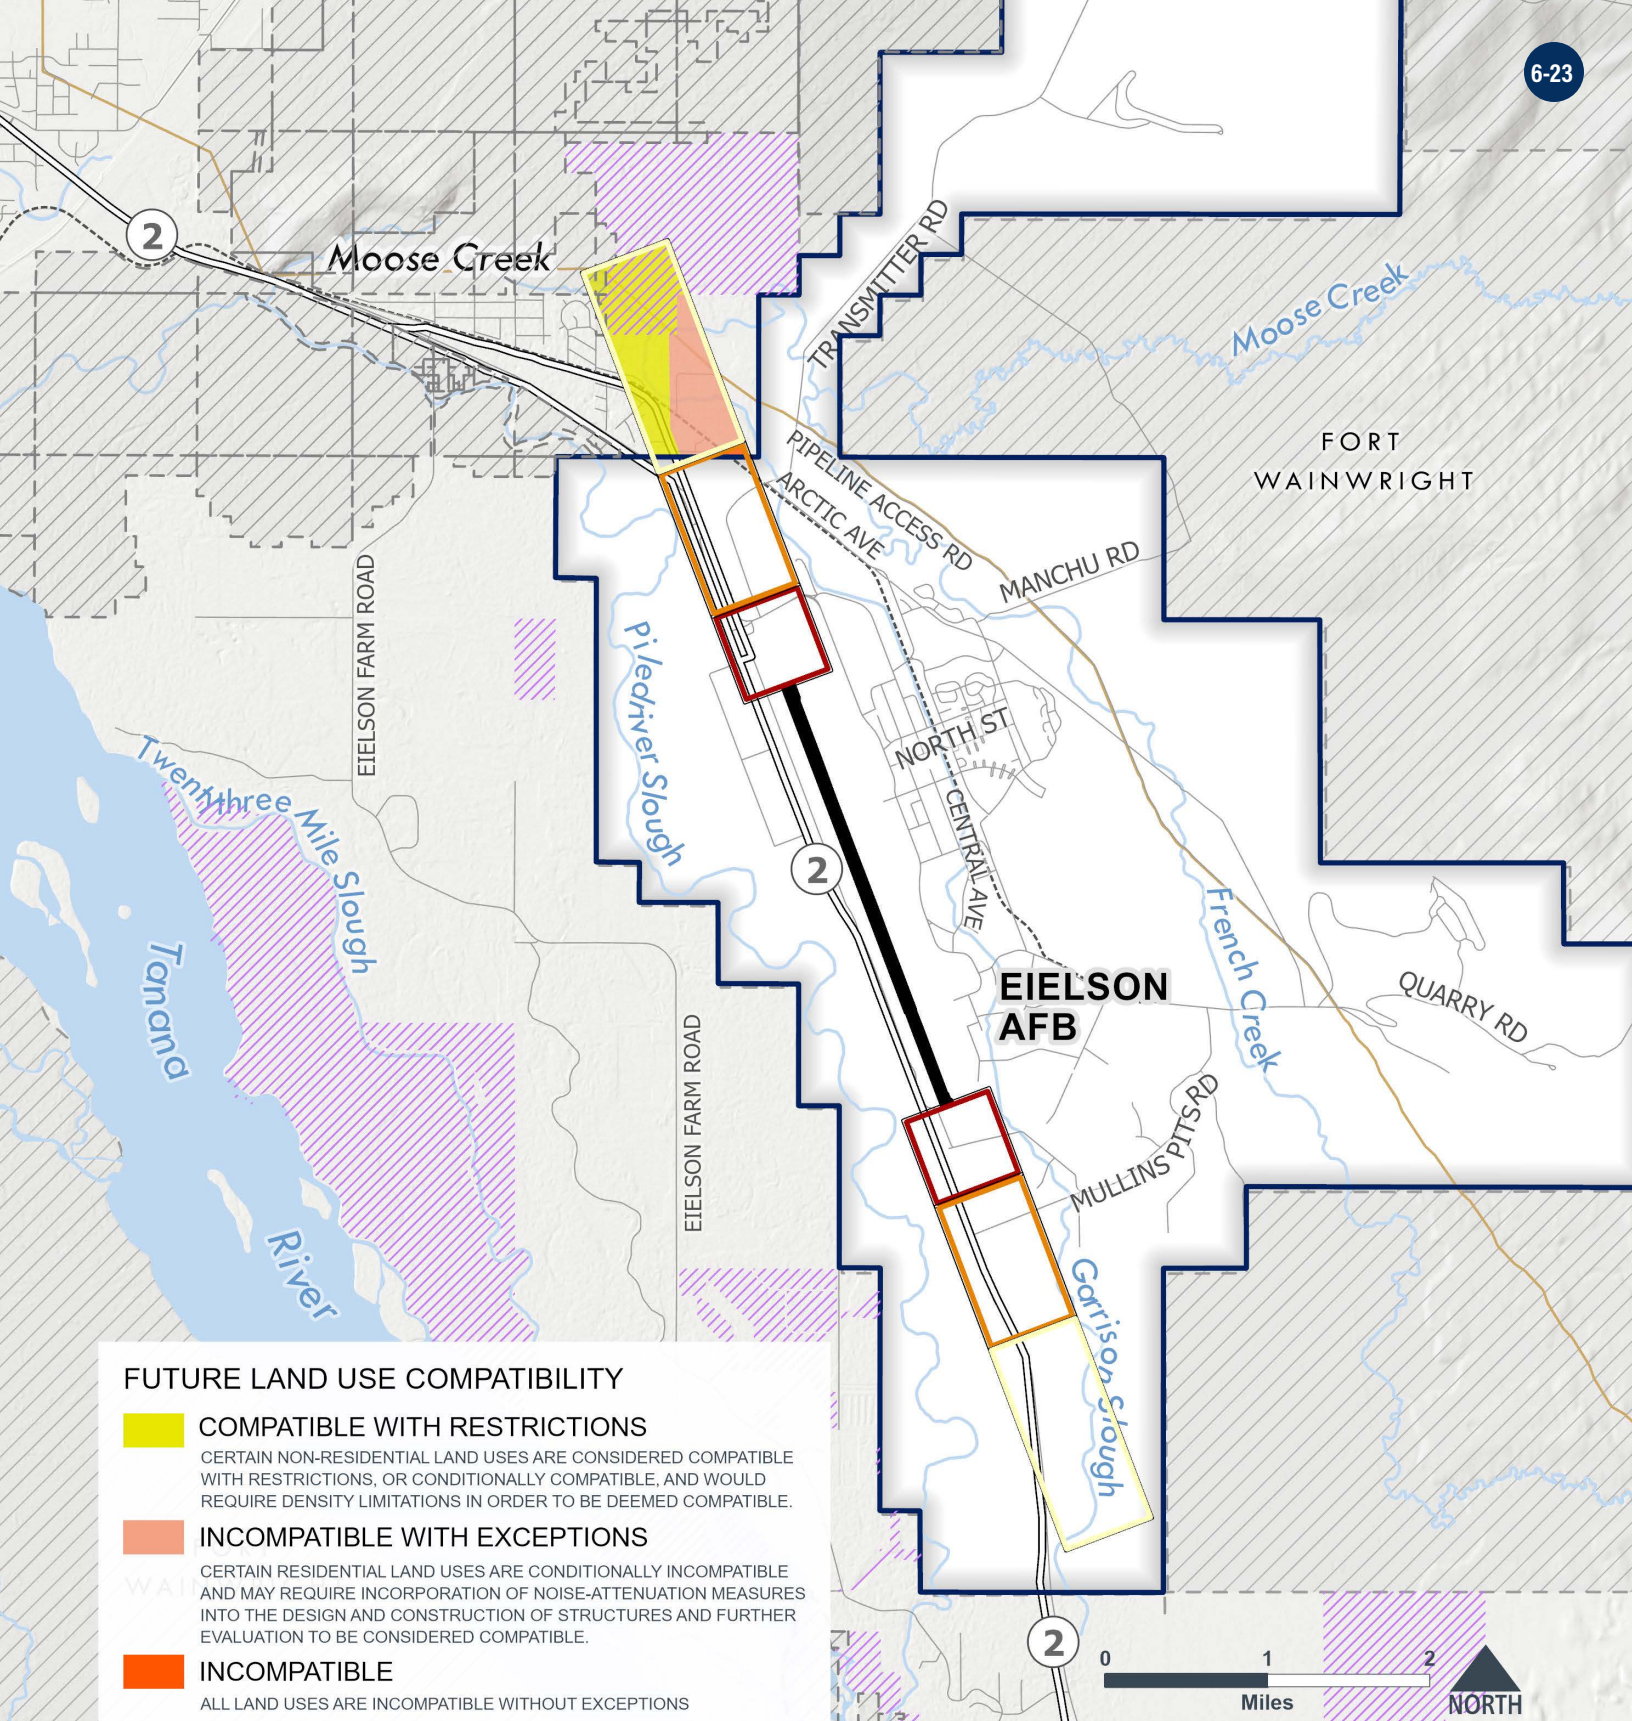 6-23
TRANSMITTER RD
2
Moose Creek
Moose Creek
FORT
WAINWRIGHT
PIPELINE ACCESS RD
ARCTIC AVE
MANCHU RD
EIELSON FARM ROAD
Piledriver Slough
NORTH ST
Twentythree Mile Slough
CENTRAL AVE
2
French Creek
Tanana
River
EIELSON
AFB
QUARRY RD
EIELSON FARM ROAD
MULLINS PITS RD
Garrison Slough
FUTURE LAND USE COMPATIBILITY
COMPATIBLE WITH RESTRICTIONS
CERTAIN NON-RESIDENTIAL LAND USES ARE CONSIDERED COMPATIBLE
WITH RESTRICTIONS, OR CONDITIONALLY COMPATIBLE, AND WOULD
REQUIRE DENSITY LIMITATIONS IN ORDER TO BE DEEMED COMPATIBLE.
INCOMPATIBLE WITH EXCEPTIONS
CERTAIN RESIDENTIAL LAND USES ARE CONDITIONALLY INCOMPATIBLE
AND MAY REQUIRE INCORPORATION OF NOISE-ATTENUATION MEASURES
INTO THE DESIGN AND CONSTRUCTION OF STRUCTURES AND FURTHER
EVALUATION TO BE CONSIDERED COMPATIBLE.
INCOMPATIBLE
ALL LAND USES ARE INCOMPATIBLE WITHOUT EXCEPTIONS
2
0 1 2
Miles
NORTH